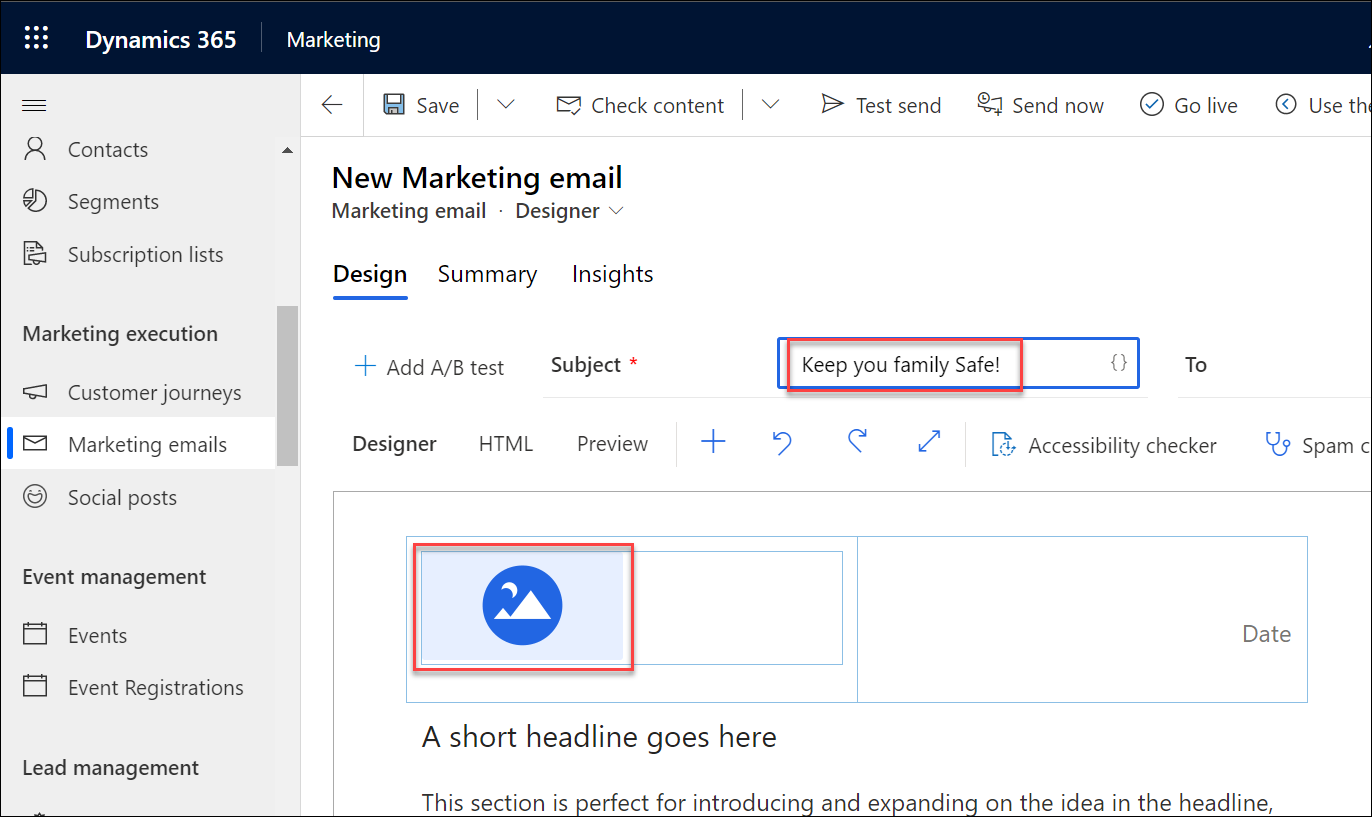 Dynamics 365 Marketing
Save Check content Test send Send now Go live Use the
Contacts
Segments
Subscription lists
Marketing execution
Customer journeys
Marketing emails
Social posts
Event management
Events
Event Registrations
Lead management
New Marketing email
Marketing email · Designer
Design Summary Insights
Add A/B test Subject * Keep you family Safe! {} To
Designer HTML Preview Accessibility checker Spam c
Date
A short headline goes here
This section is perfect for introducing and expanding on the idea in the headline,